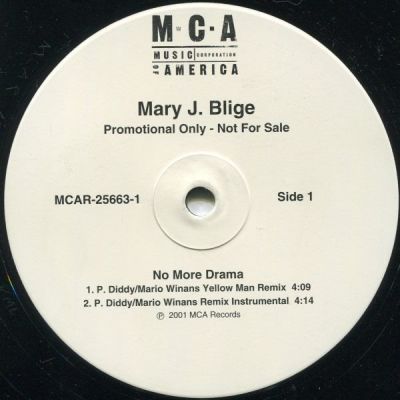 M·C·A
MUSIC CORPORATION
OF AMERICA
Mary J. Blige
Promotional Only - Not For Sale
MCAR-25663-1 Side 1
No More Drama
1. P. Diddy/Mario Winans Yellow Man Remix 4:09
2. P. Diddy/Mario Winans Remix Instrumental 4:14
℗ 2001 MCA Records